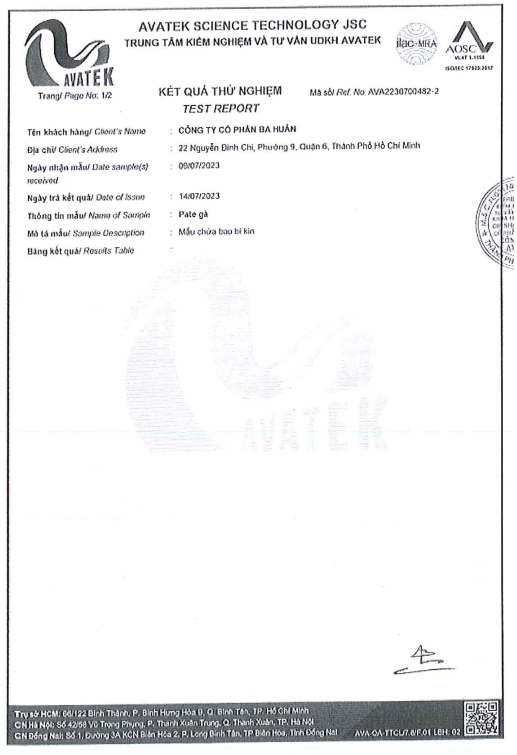 AVATEK SCIENCE TECHNOLOGY JSC
TRUNG TÂM KIỂM NGHIỆM VÀ TƯ VẤN UDKH AVATEK
AVATEK
ilac-MRA
AOSC
VLAT 1.1154
ISO/IEC 17025:2017
Trang/ Page No: 1/2
KẾT QUẢ THỬ NGHIỆM
Mã số/ Ref. No: AVA2230700482-2
TEST REPORT
Tên khách hàng/ Client's Name : CÔNG TY CỔ PHẦN BA HUÂN
Địa chỉ/ Client's Address : 22 Nguyễn Đình Chi, Phường 9, Quận 6, Thành Phố Hồ Chí Minh
Ngày nhận mẫu/ Date sample(s) : 09/07/2023
received
Ngày trả kết quả/ Date of Issue : 14/07/2023
Thông tin mẫu/ Name of Sample : Pate gà
Mô tả mẫu/ Sample Description : Mẫu chứa bao bì kín
Bảng kết quả/ Results Table :
AVATEK
Trụ sở HCM: 66/122 Bình Thành, P. Bình Hưng Hòa B, Q. Bình Tân, TP. Hồ Chí Minh
CN Hà Nội: Số 42/58 Vũ Trọng Phụng, P. Thanh Xuân Trung, Q. Thanh Xuân, TP. Hà Nội
CN Đồng Nai: Số 1, Đường 3A KCN Biên Hòa 2, P. Long Bình Tân, TP Biên Hòa, Tỉnh Đồng Nai
AVA-QA-TTCL/7.8/F.01 LBH: 02